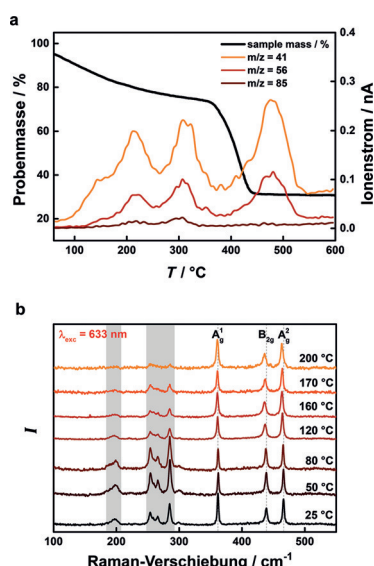 a
100
80
60
40
20
Probenmasse / %
sample mass / %
m/z = 41
m/z = 56
m/z = 85
0.4
0.3
0.2
0.1
0.0
Ionenstrom / nA
100 200 300 400 500 600
T / °C
b
λexc = 633 nm
Ag1 B2g Ag2
200 °C
170 °C
160 °C
120 °C
80 °C
50 °C
25 °C
I
100 200 300 400 500
Raman-Verschiebung / cm-1